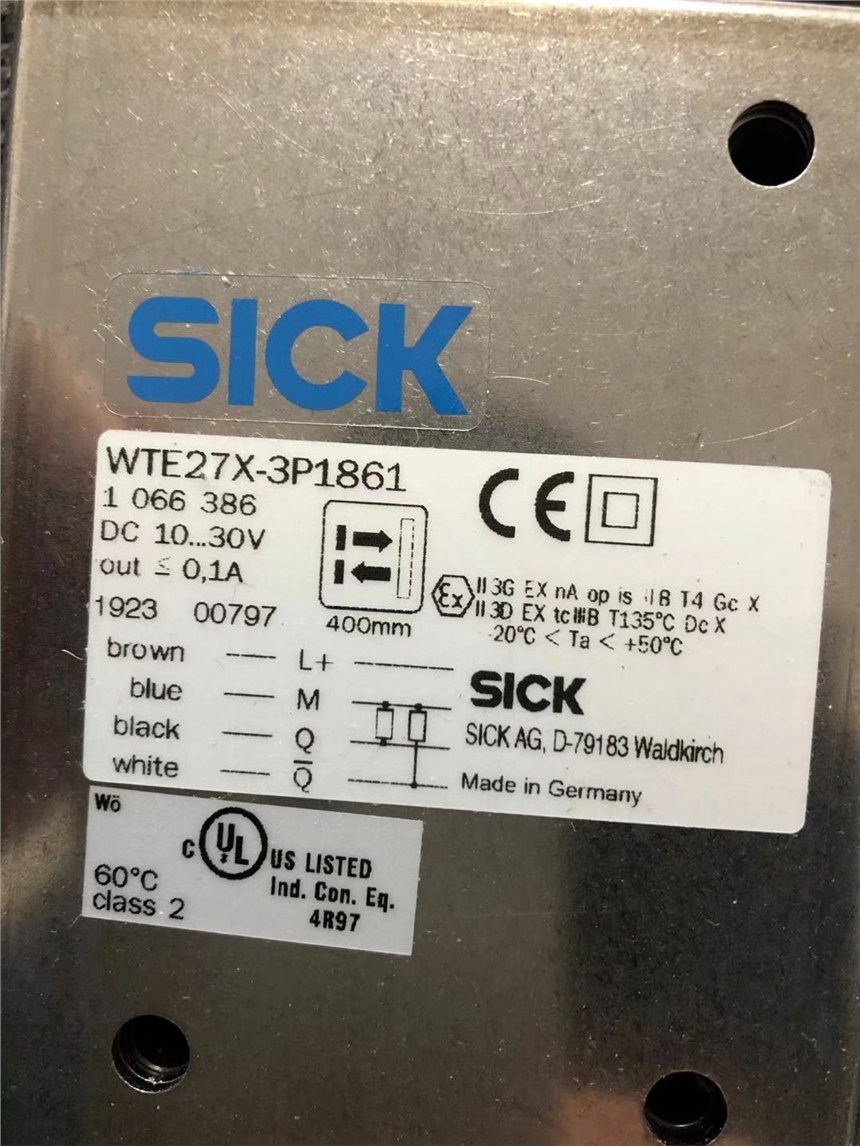 SICK
WTE27X-3P1861
1 066 386
DC 10...30V
out ≤ 0,1A
1923 00797
400mm
CE
Ex II 3G EX nA op is IIB T4 Gc X
II 3D EX tc IIIB T135°C Dc X
-20°C < Ta < +50°C
brown L+
blue M
black Q
white Q̅
SICK
SICK AG, D-79183 Waldkirch
Made in Germany
Wö
60°C
class 2
C UL US LISTED
Ind. Con. Eq.
4R97